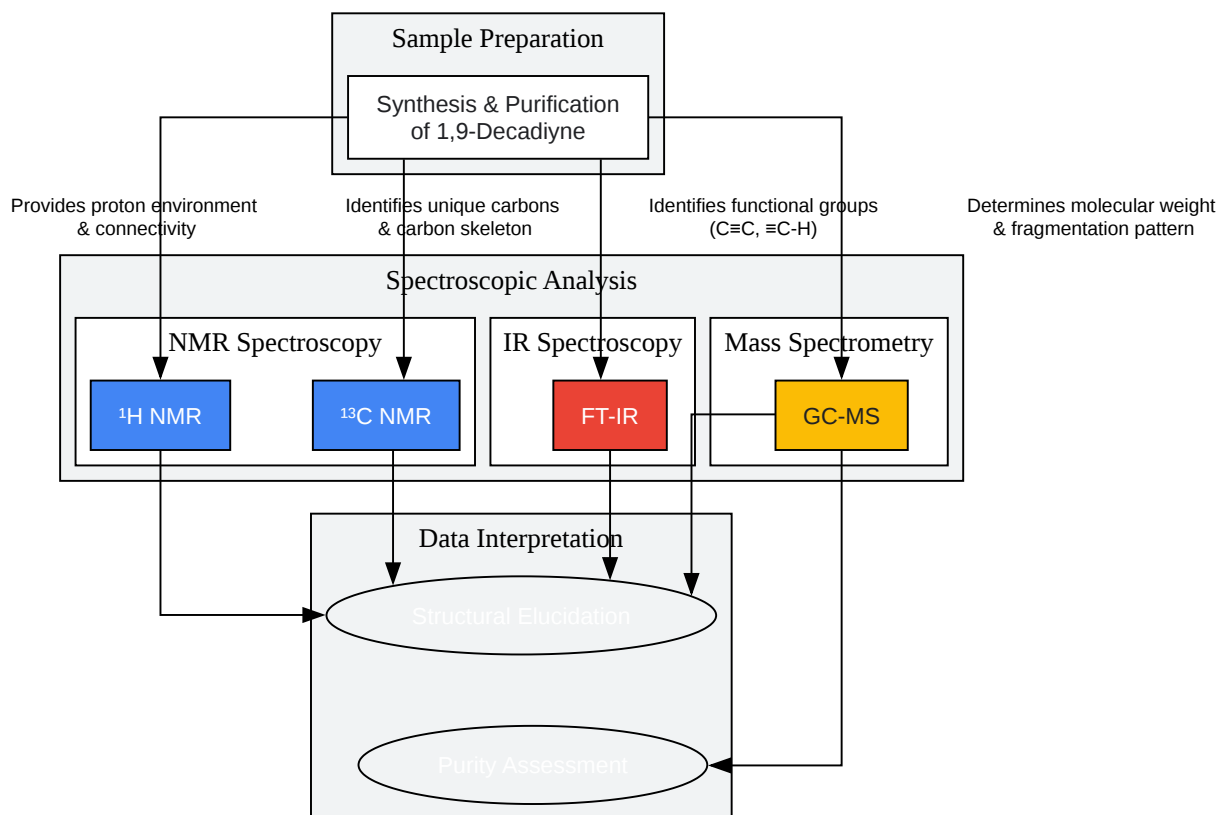 Sample Preparation
Synthesis & Purification
of 1,9-Decadiyne
Provides proton environment
& connectivity
Identifies unique carbons
& carbon skeleton
Identifies functional groups
(C≡C, ≡C-H)
Determines molecular weight
& fragmentation pattern
Spectroscopic Analysis
NMR Spectroscopy
IR Spectroscopy
Mass Spectrometry
¹H NMR
¹³C NMR
FT-IR
GC-MS
Data Interpretation
Structural Elucidation
Purity Assessment